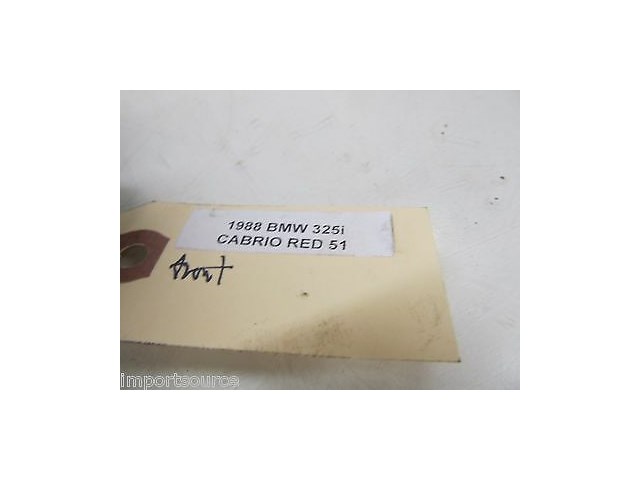 1988 BMW 325i
CABRIO RED 51
front
importsource